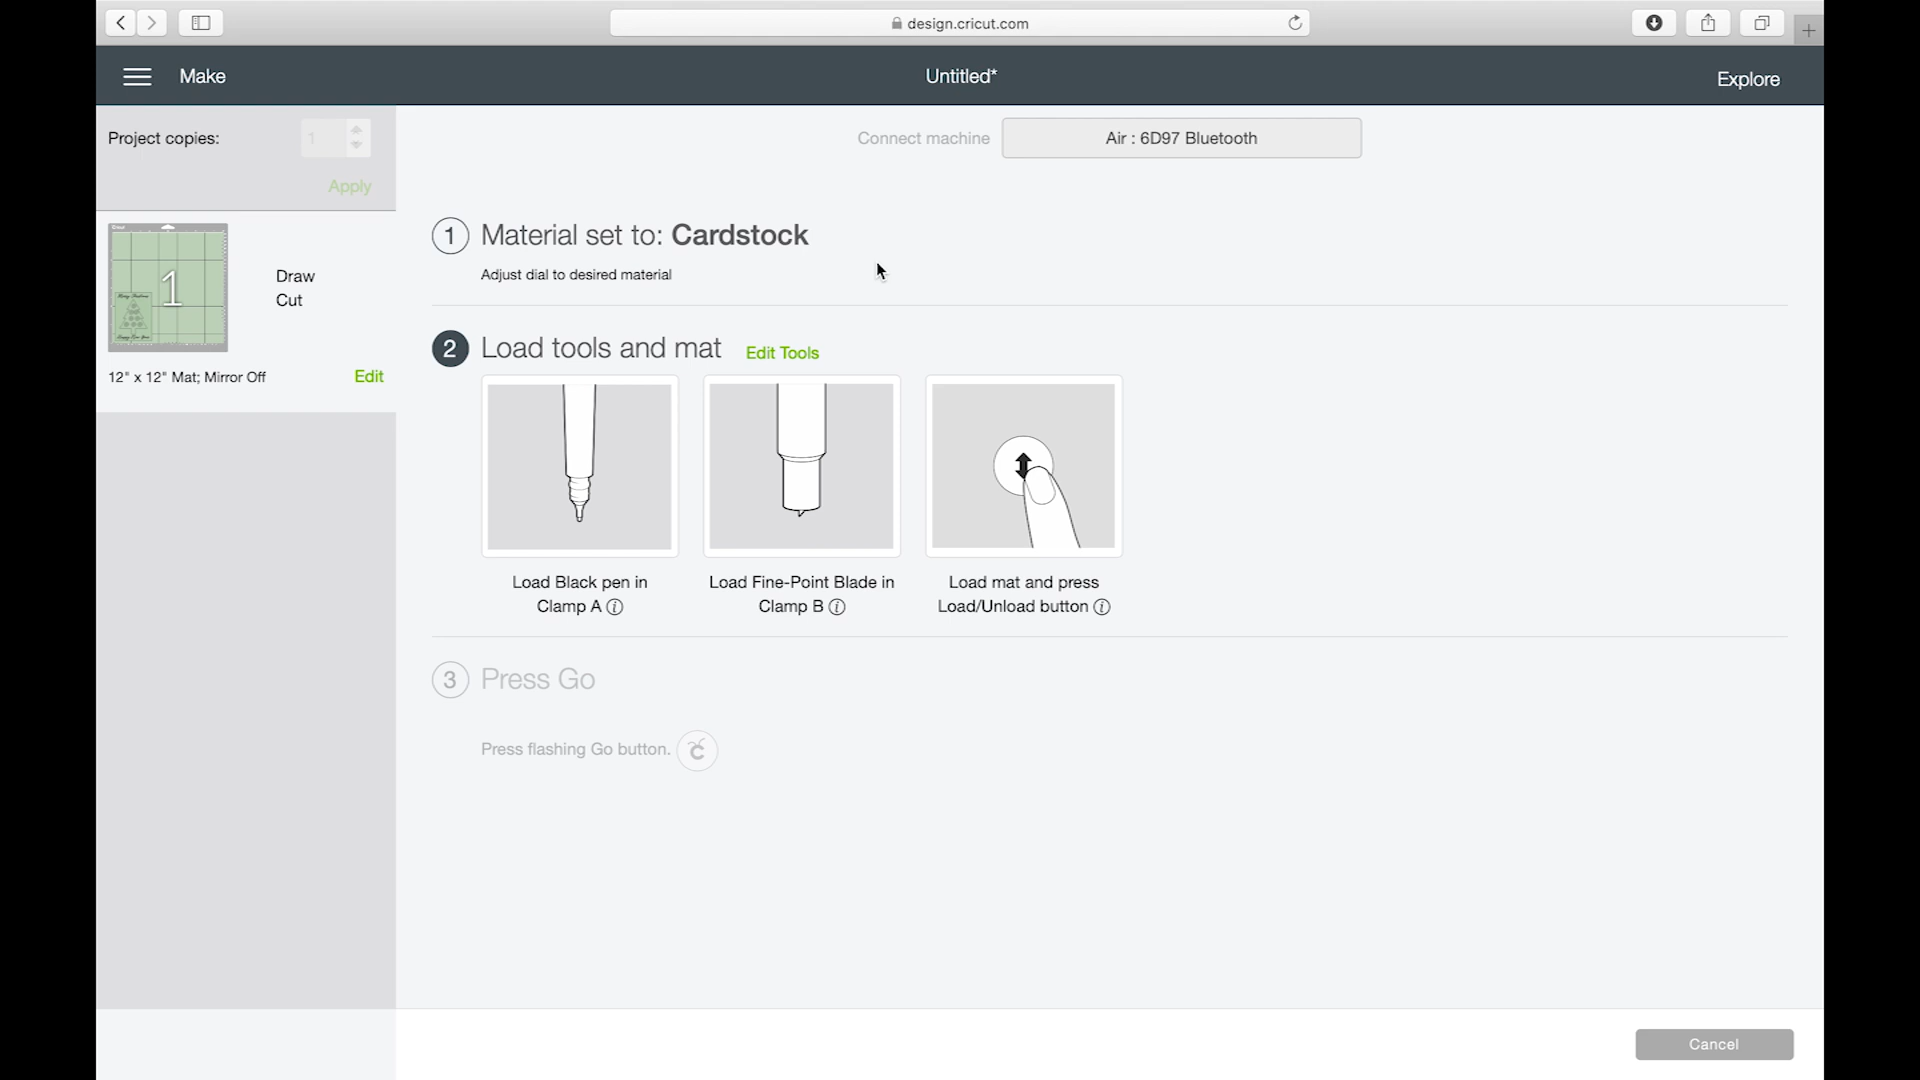 design.cricut.com
Make
Untitled*
Explore
Project copies:
1
Apply
Connect machine
Air : 6D97 Bluetooth
1
Draw
Cut
12" x 12" Mat; Mirror Off
Edit
1 Material set to: Cardstock
Adjust dial to desired material
2 Load tools and mat
Edit Tools
Load Black pen in
Clamp A
Load Fine-Point Blade in
Clamp B
Load mat and press
Load/Unload button
3 Press Go
Press flashing Go button.
Cancel